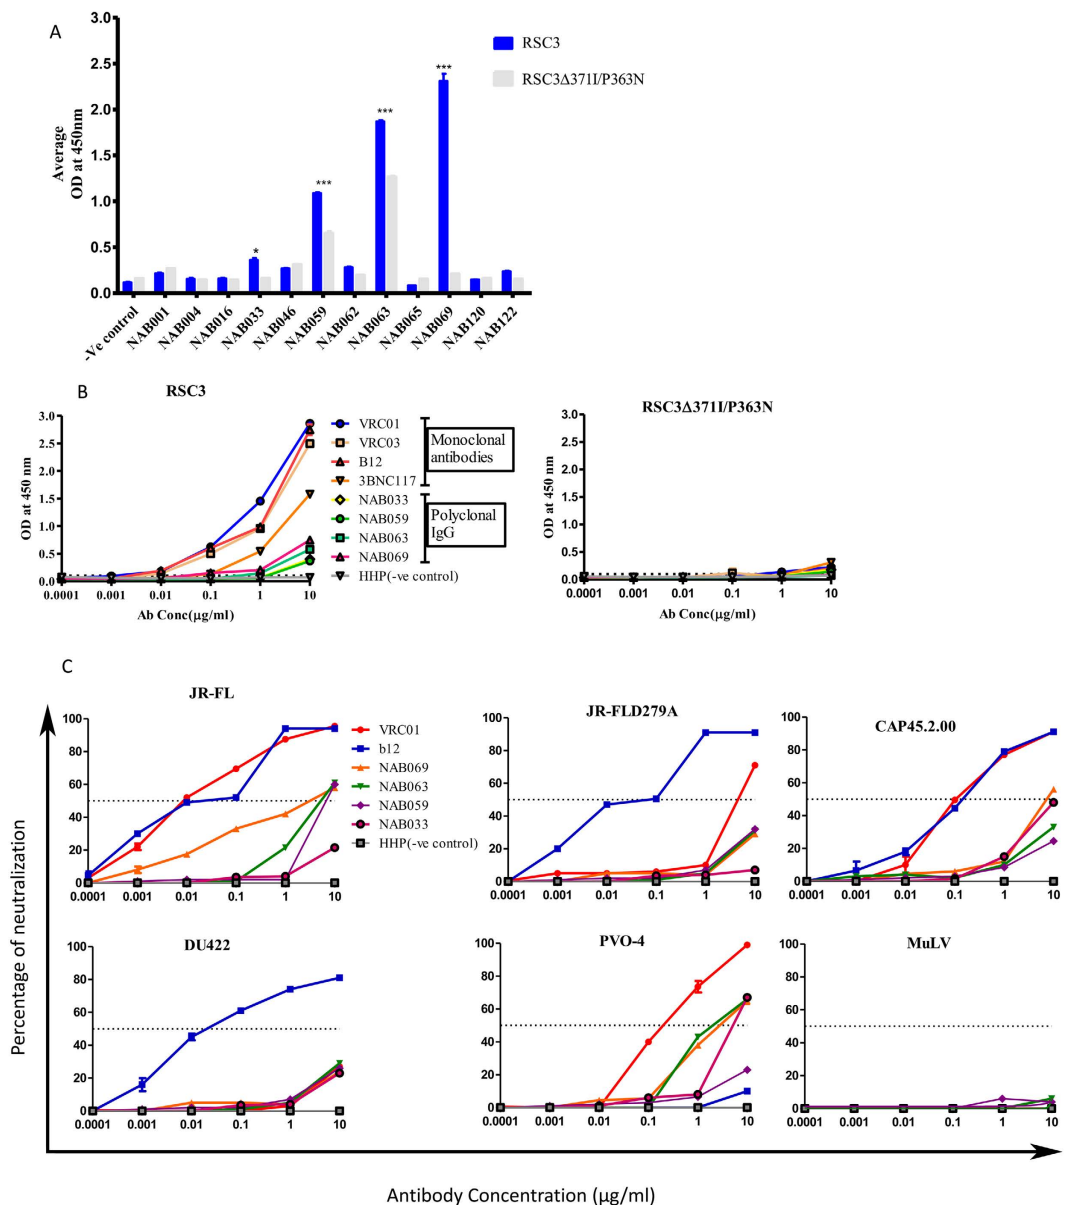 A
3.0
2.5
2.0
1.5
1.0
0.5
0.0
Average
OD at 450nm
*
***
***
***
RSC3
RSC3Δ371I/P363N
-Ve control
NAB001
NAB004
NAB016
NAB033
NAB046
NAB059
NAB062
NAB063
NAB065
NAB069
NAB120
NAB122
B
RSC3
3.0
2.5
2.0
1.5
1.0
0.5
0.0
OD at 450 nm
0.0001 0.001 0.01 0.1 1 10
Ab Conc(μg/ml)
VRC01
VRC03
B12
3BNC117
NAB033
NAB059
NAB063
NAB069
HHP(-ve control)
Monoclonal
antibodies
Polyclonal
IgG
RSC3Δ371I/P363N
3.0
2.5
2.0
1.5
1.0
0.5
0.0
OD at 450 nm
0.0001 0.001 0.01 0.1 1 10
Ab Conc(μg/ml)
C
Percentage of neutralization
JR-FL
100
80
60
40
20
0
0.0001 0.001 0.01 0.1 1 10
VRC01
b12
NAB069
NAB063
NAB059
NAB033
HHP(-ve control)
JR-FLD279A
100
80
60
40
20
0
0.0001 0.001 0.01 0.1 1 10
CAP45.2.00
100
80
60
40
20
0
0.0001 0.001 0.01 0.1 1 10
DU422
100
80
60
40
20
0
0.0001 0.001 0.01 0.1 1 10
PVO-4
100
80
60
40
20
0
0.0001 0.001 0.01 0.1 1 10
MuLV
100
80
60
40
20
0
0.0001 0.001 0.01 0.1 1 10
Antibody Concentration (μg/ml)